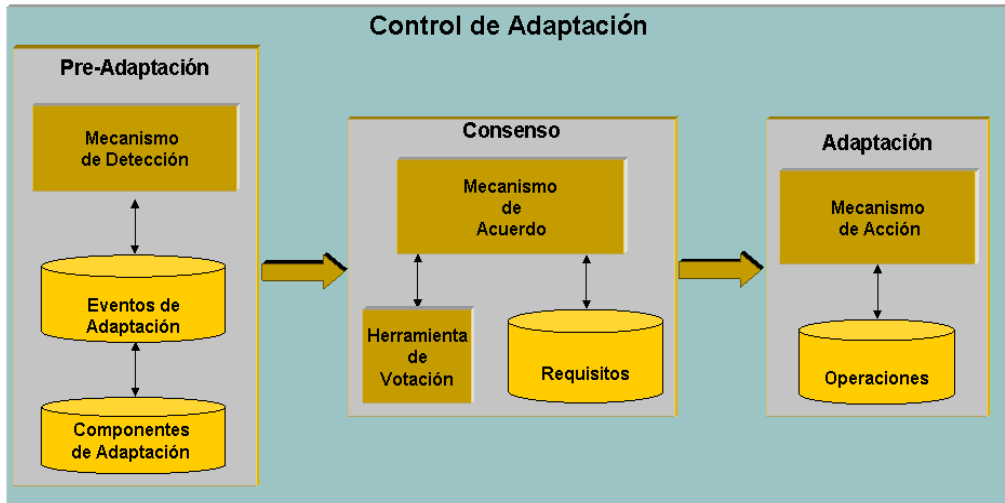 Control de Adaptación
Pre-Adaptación
Mecanismo
de Detección
Eventos de
Adaptación
Componentes
de Adaptación
Consenso
Mecanismo
de
Acuerdo
Herramienta
de
Votación
Requisitos
Adaptación
Mecanismo
de Acción
Operaciones